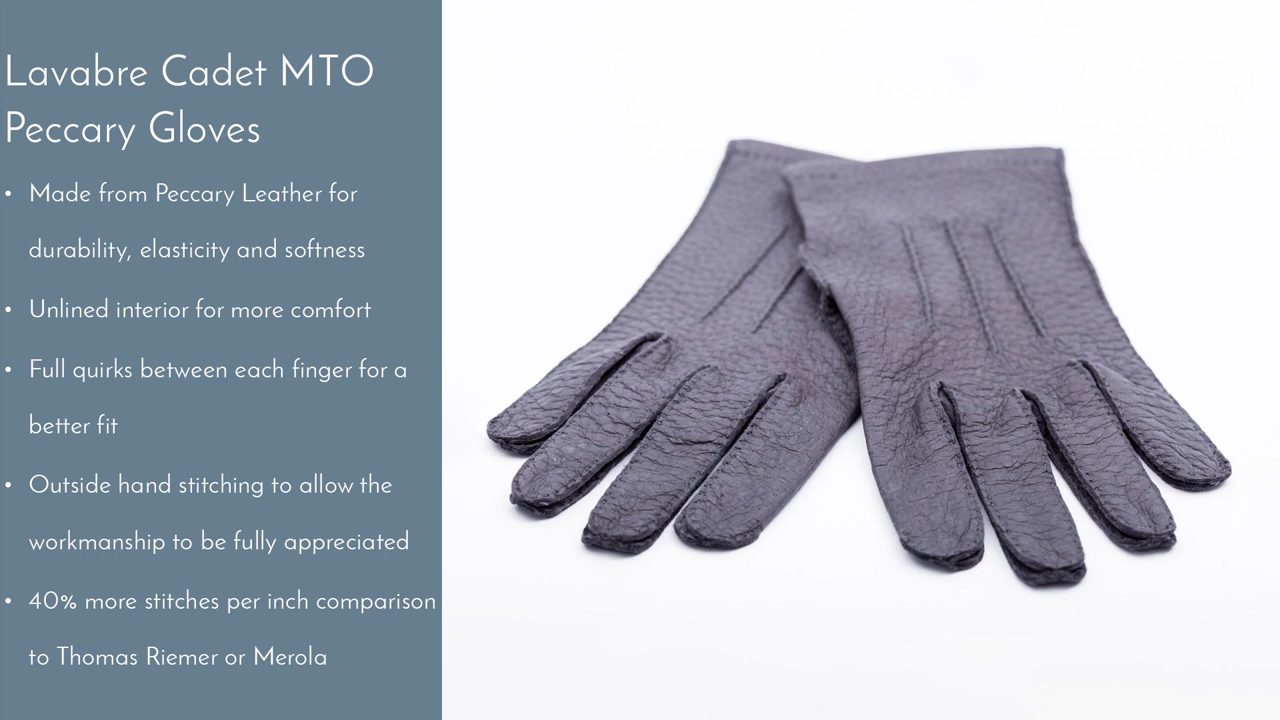 Lavabre Cadet MTO
Peccary Gloves
• Made from Peccary Leather for
durability, elasticity and softness
• Unlined interior for more comfort
• Full quirks between each finger for a
better fit
• Outside hand stitching to allow the
workmanship to be fully appreciated
• 40% more stitches per inch comparison
to Thomas Riemer or Merola